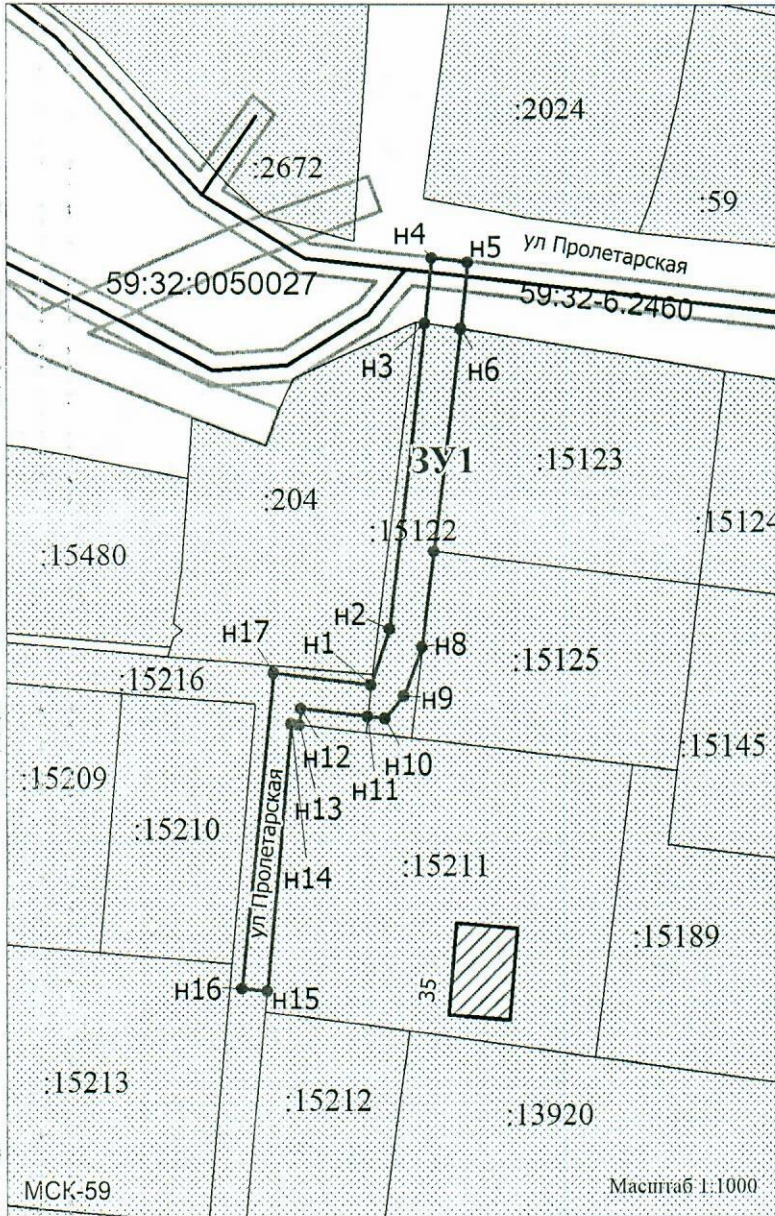 :2024
:2672
:59
н4
н5
ул Пролетарская
59:32:0050027
59:32-6.2460
н3
н6
ЗУ1
:15123
:204
:15124
:15122
:15480
н2
н17
н1
н8
:15125
:15216
н9
н10
:15145
н12
:15209
н11
н13
:15210
ул Пролетарская
н14
:15211
:15189
35
н16
н15
:15213
:15212
:13920
МСК-59
Масштаб 1:1000